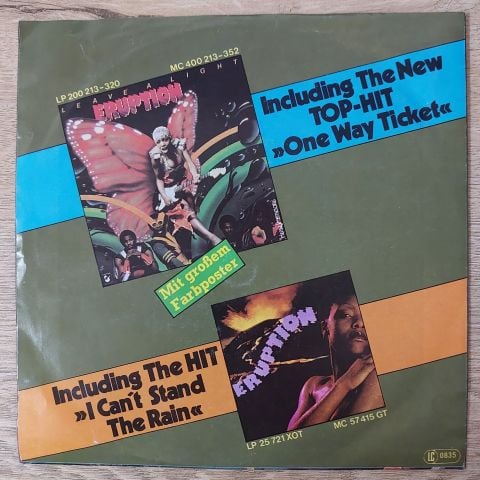 LP 200 213-320
MC 400 213-352
LEAVE A LIGHT
ERUPTION
Including The New
TOP-HIT
»One Way Ticket«
Mit großem
Farbposter
ERUPTION
Including The HIT
»I Can't Stand
The Rain«
LP 25 721 XOT
MC 57 415 GT
LC 0835